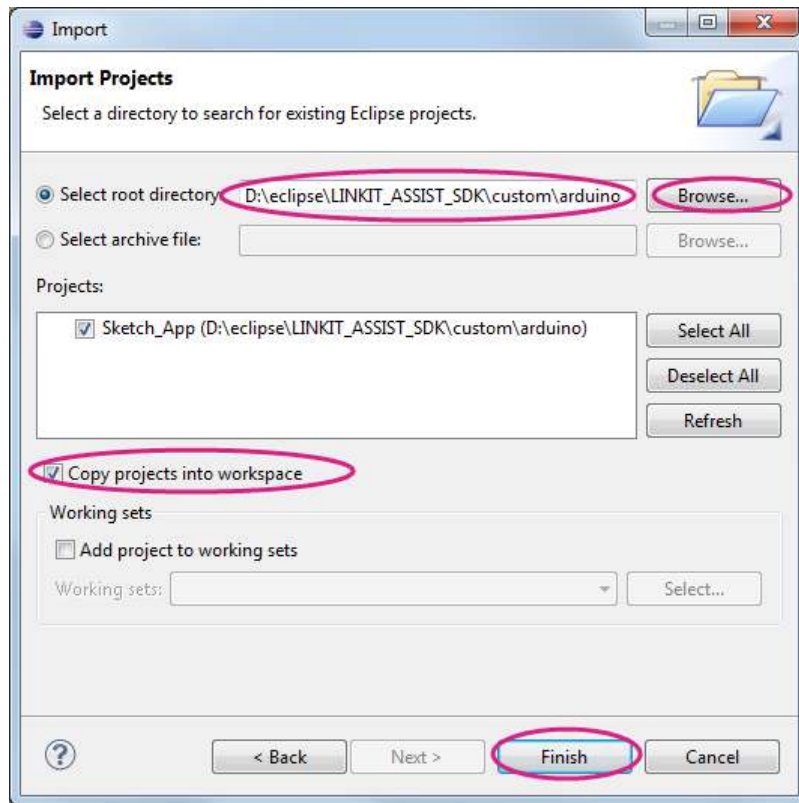 Import
Import Projects
Select a directory to search for existing Eclipse projects.
Select root directory: D:\eclipse\LINKIT_ASSIST_SDK\custom\arduino Browse...
Select archive file: Browse...
Projects:
Sketch_App (D:\eclipse\LINKIT_ASSIST_SDK\custom\arduino)
Select All
Deselect All
Refresh
Copy projects into workspace
Working sets
Add project to working sets
Working sets: Select...
? < Back Next > Finish Cancel